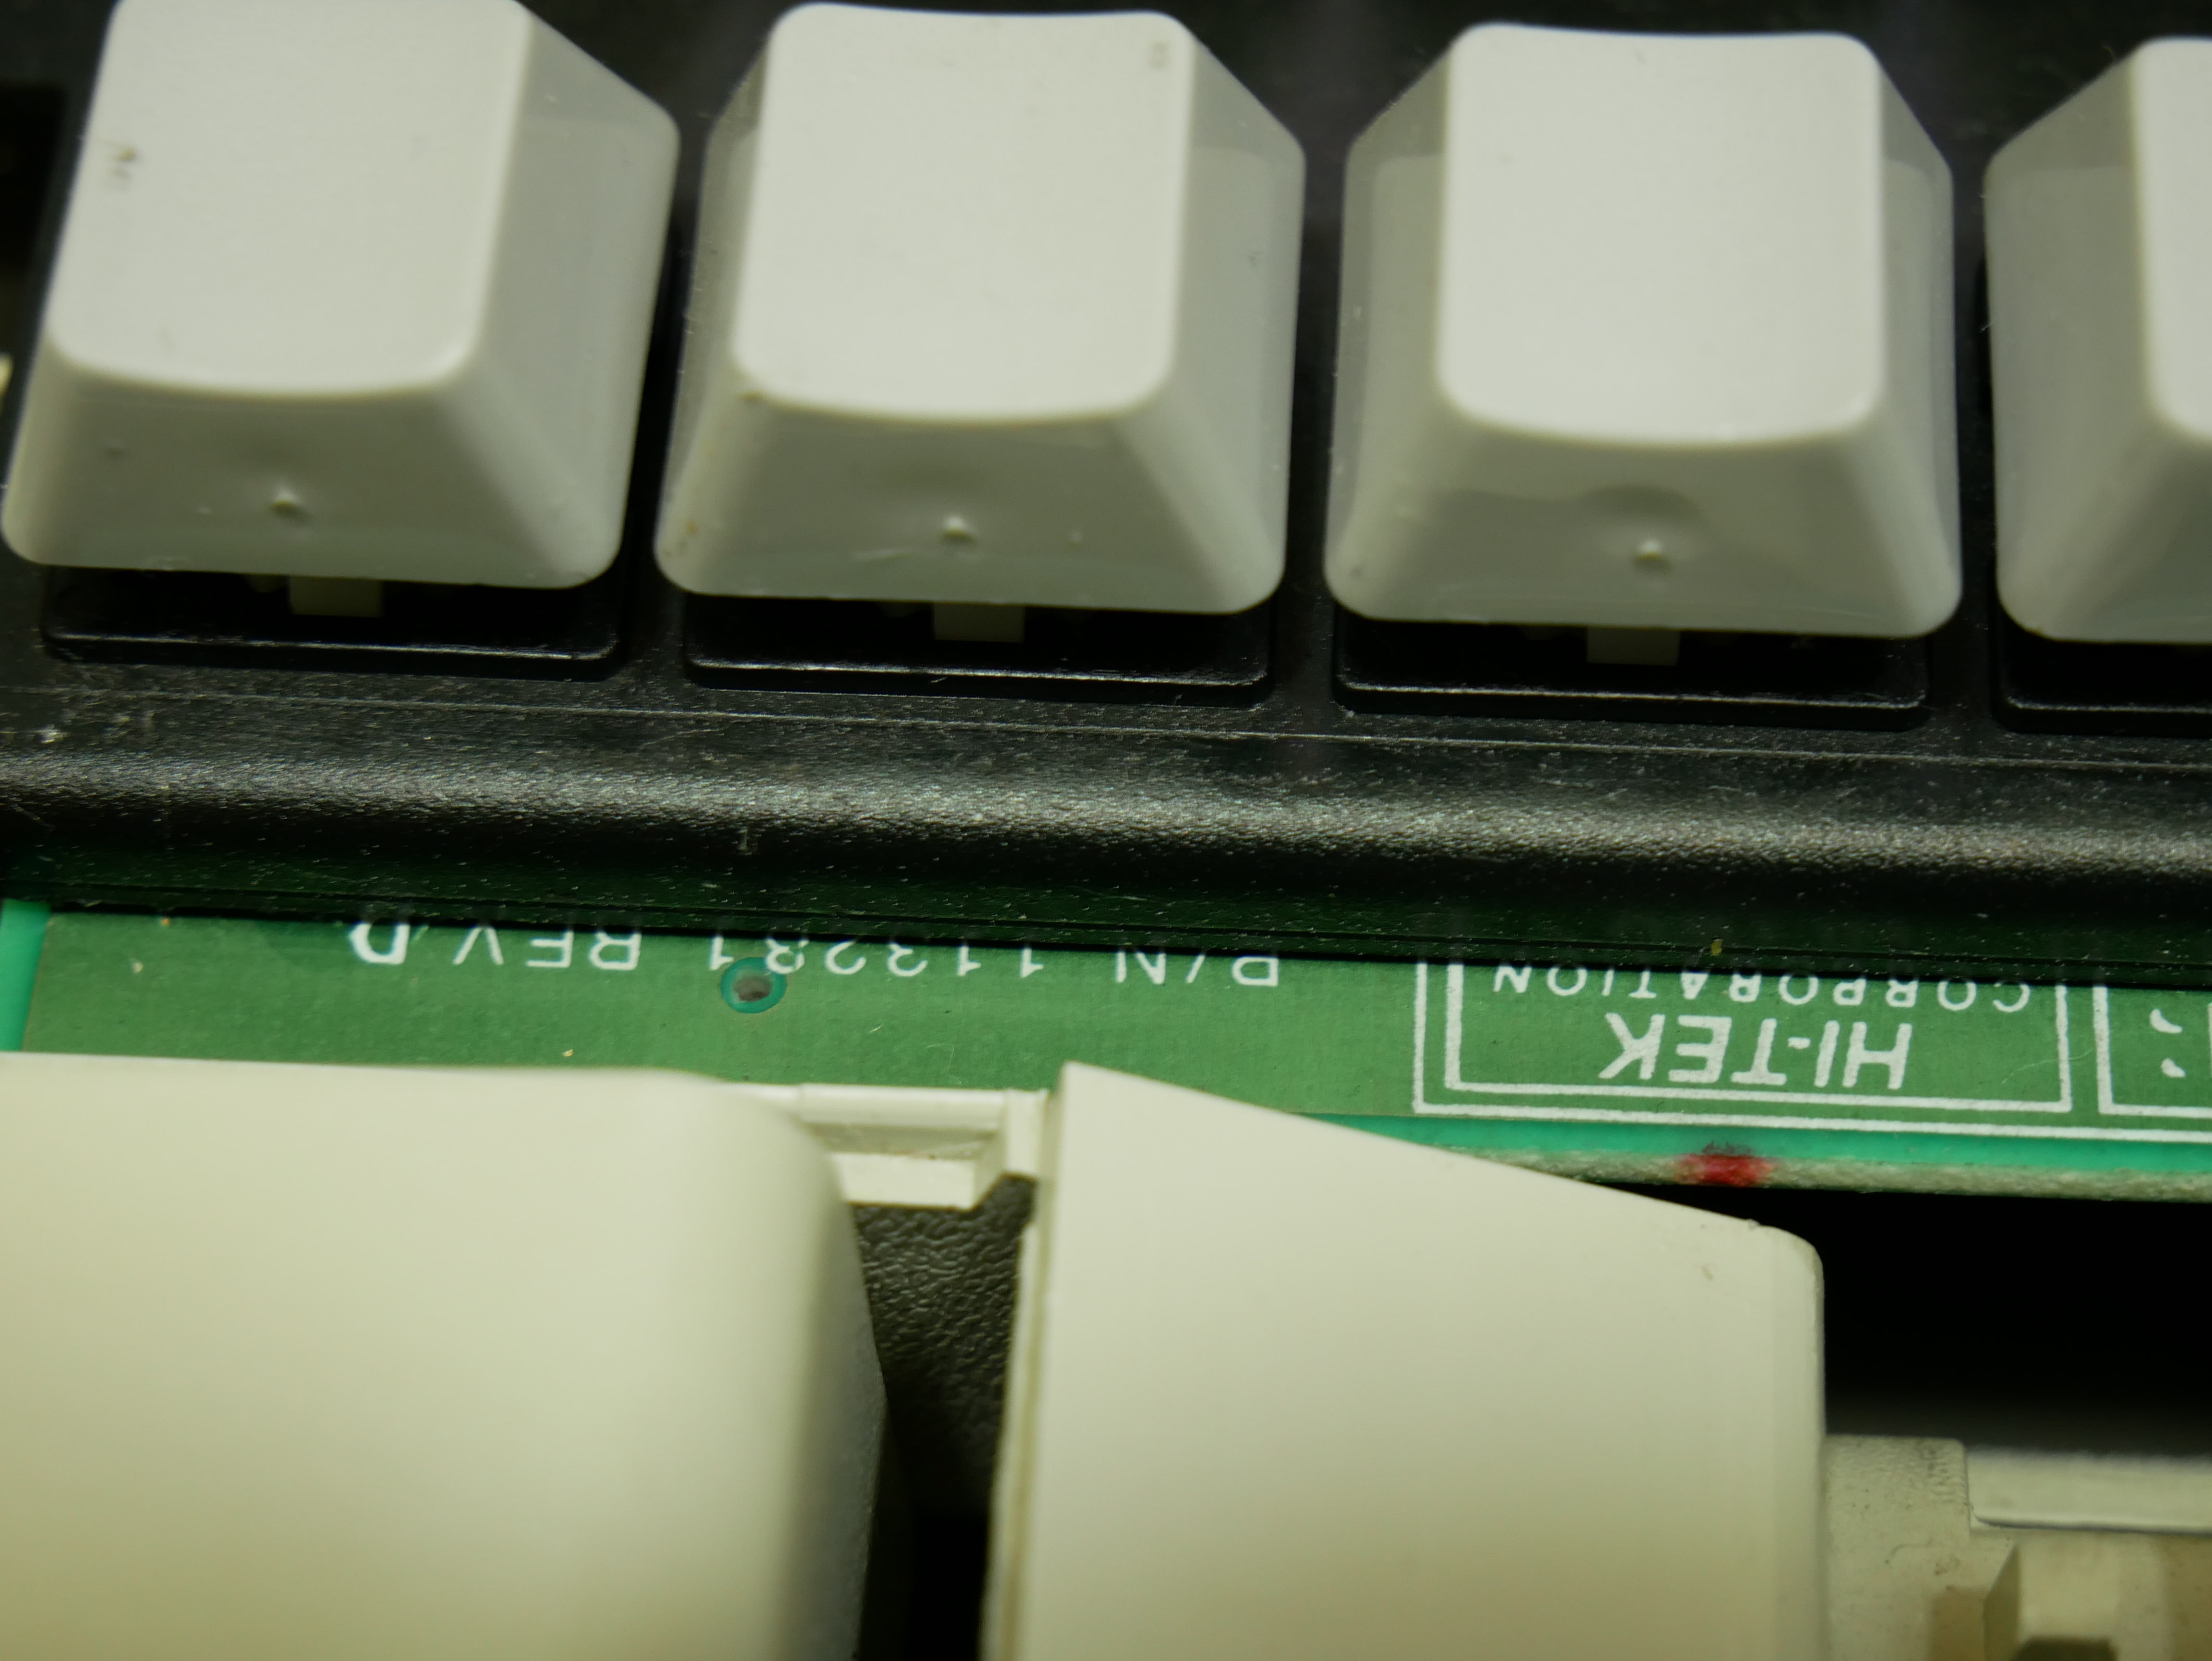 HI-TEK
CORPORATION
P/N 113281 REV D